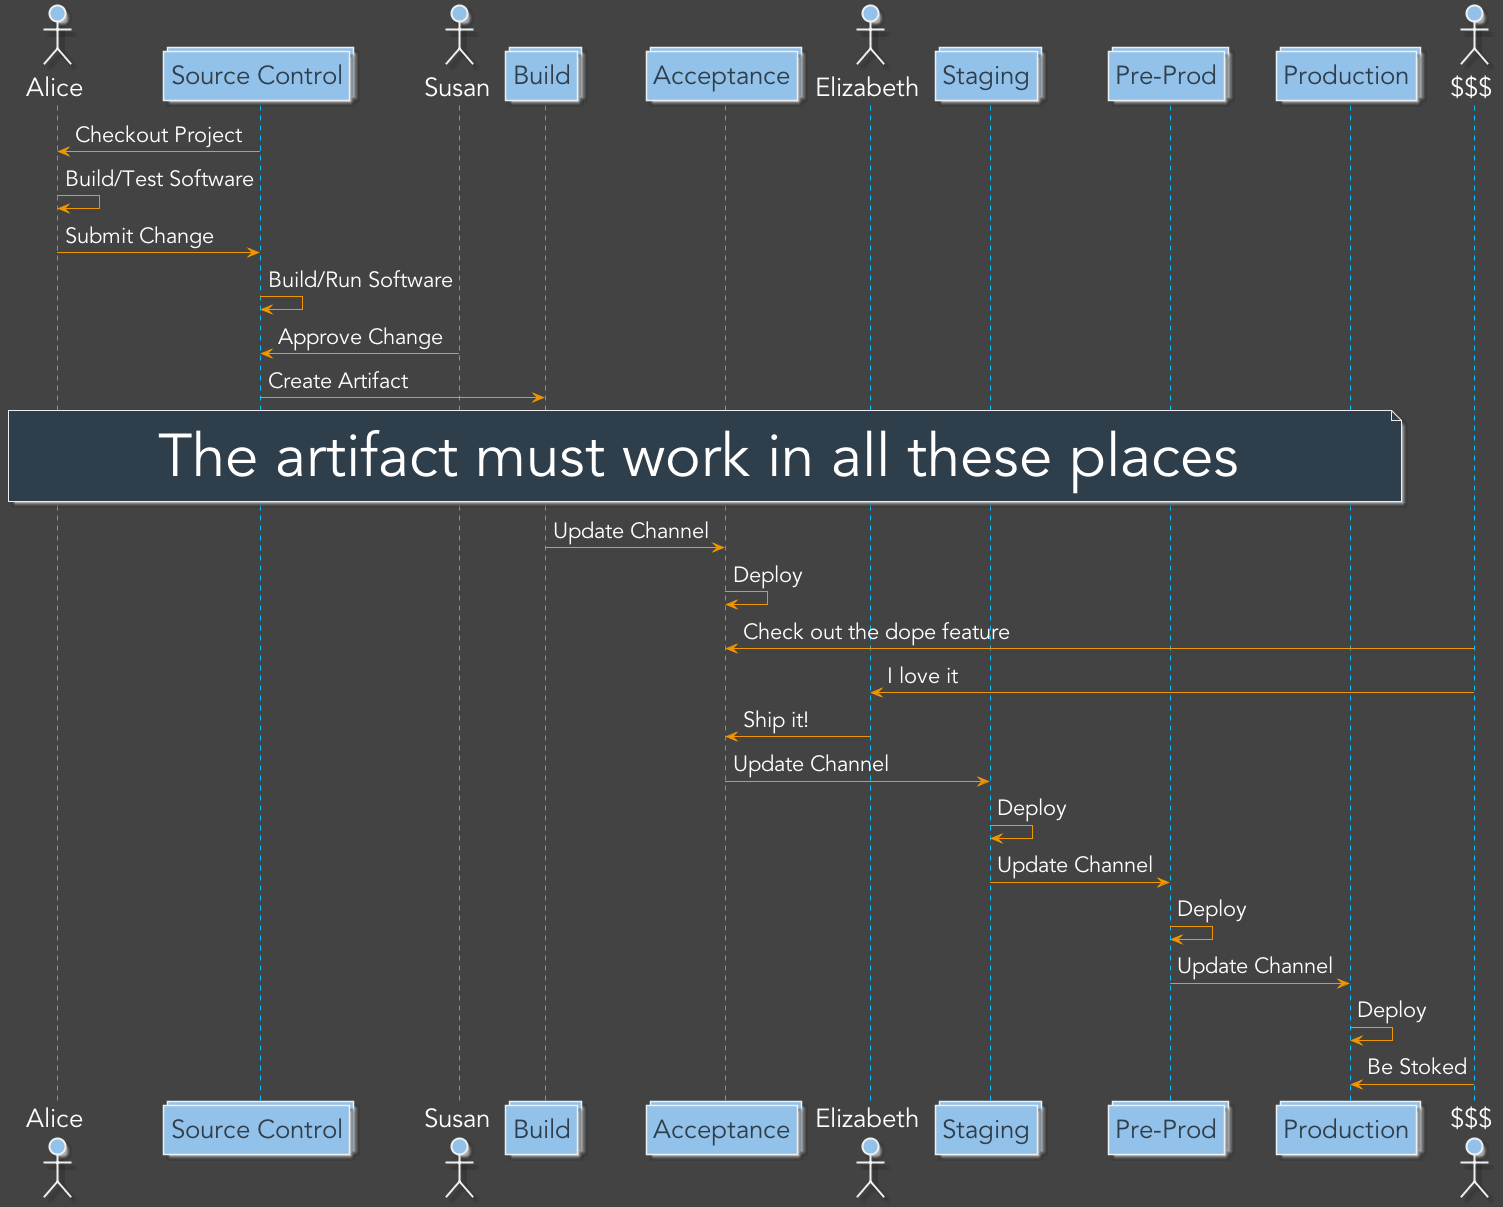 Alice
Source Control
Susan
Build
Acceptance
Elizabeth
Staging
Pre-Prod
Production
$$$
Checkout Project
Build/Test Software
Submit Change
Build/Run Software
Approve Change
Create Artifact
The artifact must work in all these places
Update Channel
Deploy
Check out the dope feature
I love it
Ship it!
Update Channel
Deploy
Update Channel
Deploy
Update Channel
Deploy
Be Stoked
Alice
Source Control
Susan
Build
Acceptance
Elizabeth
Staging
Pre-Prod
Production
$$$